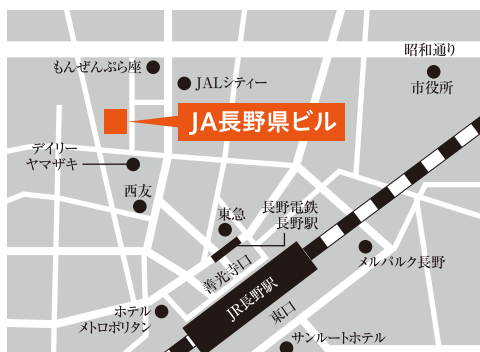 昭和通り
もんぜんぷら座
JALシティー
市役所
JA長野県ビル
デイリー
ヤマザキ
西友
東急
長野電鉄
長野駅
善光寺口
メルパルク長野
JR長野駅
東口
ホテル
メトロポリタン
サンルートホテル